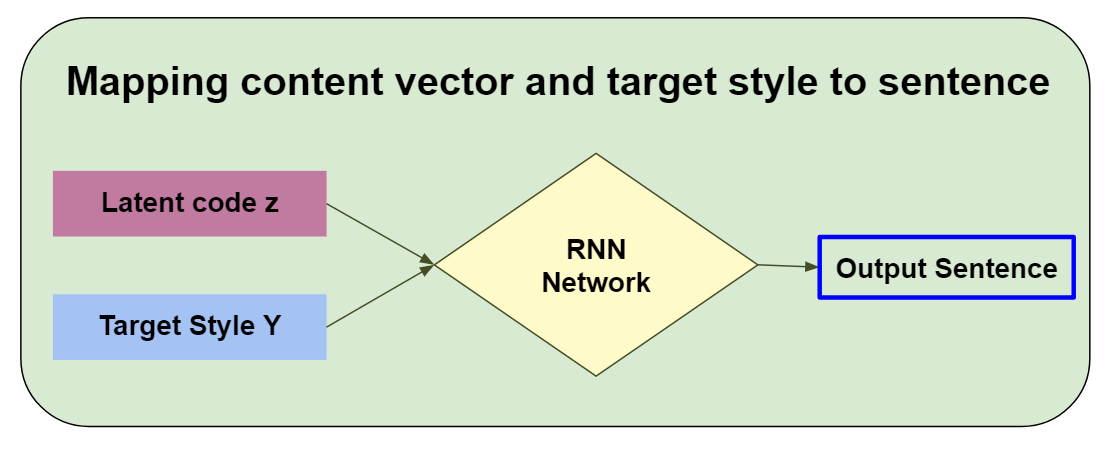 Mapping content vector and target style to sentence
Latent code z
Target Style Y
RNN
Network
Output Sentence